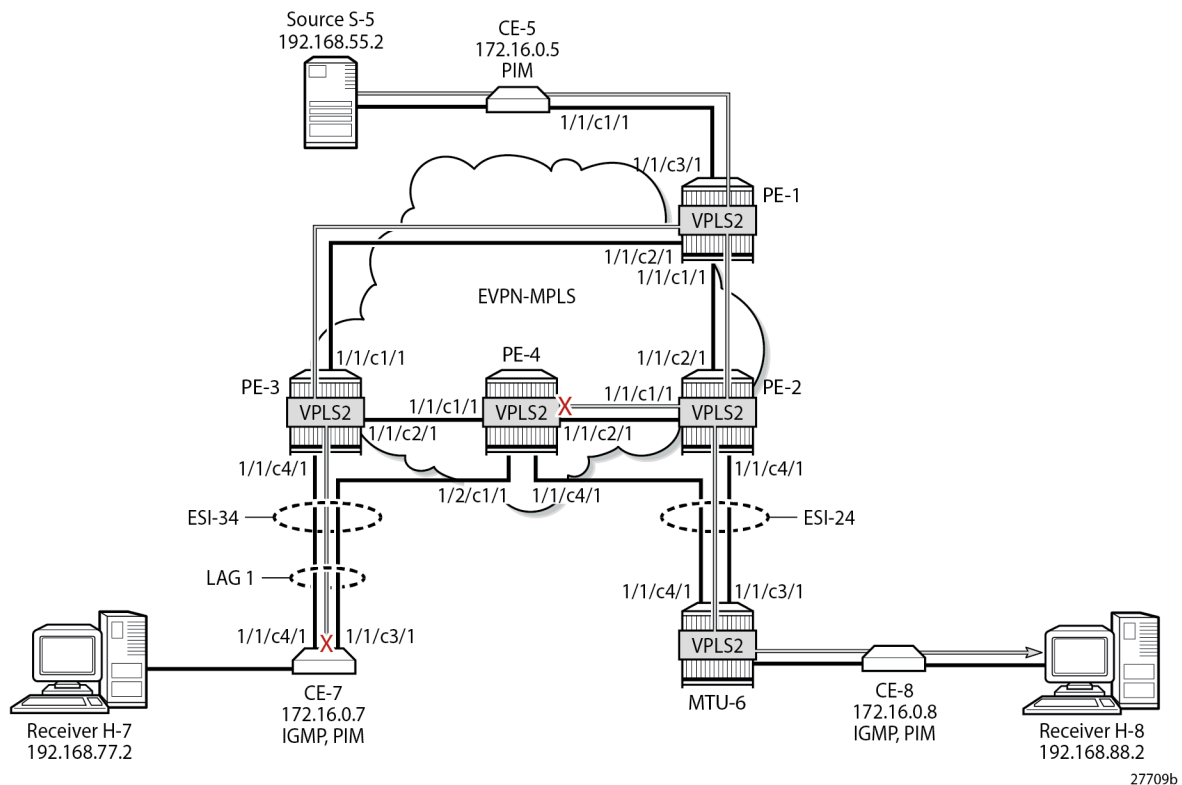 Source S-5
192.168.55.2
CE-5
172.16.0.5
PIM
1/1/c1/1
1/1/c3/1
PE-1
VPLS2
1/1/c2/1
1/1/c1/1
EVPN-MPLS
1/1/c1/1
PE-4
1/1/c2/1
PE-3
1/1/c1/1
PE-2
VPLS2
1/1/c1/1
VPLS2
X
VPLS2
1/1/c2/1
1/1/c2/1
1/1/c4/1
1/2/c1/1
1/1/c4/1
1/1/c4/1
ESI-34
ESI-24
LAG 1
1/1/c4/1
1/1/c3/1
1/1/c4/1
X
1/1/c3/1
VPLS2
MTU-6
CE-7
172.16.0.7
IGMP, PIM
CE-8
172.16.0.8
IGMP, PIM
Receiver H-7
192.168.77.2
Receiver H-8
192.168.88.2
27709b